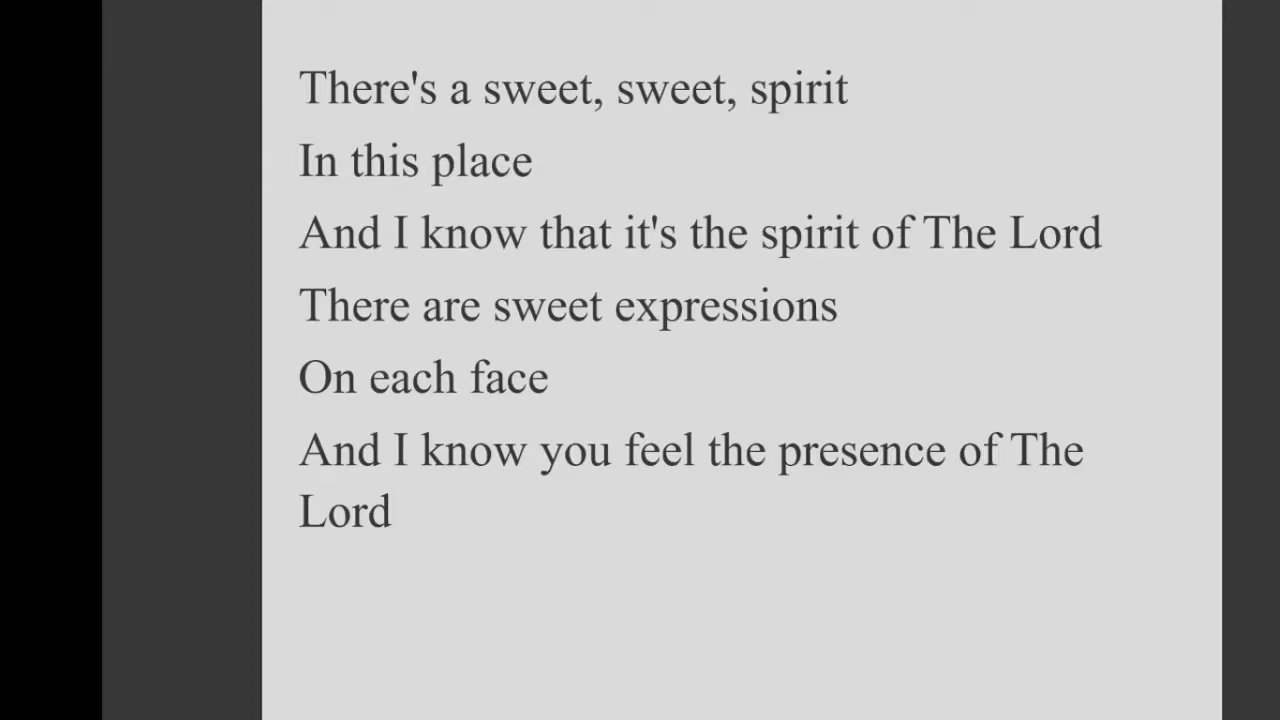 There's a sweet, sweet, spirit
In this place
And I know that it's the spirit of The Lord
There are sweet expressions
On each face
And I know you feel the presence of The
Lord